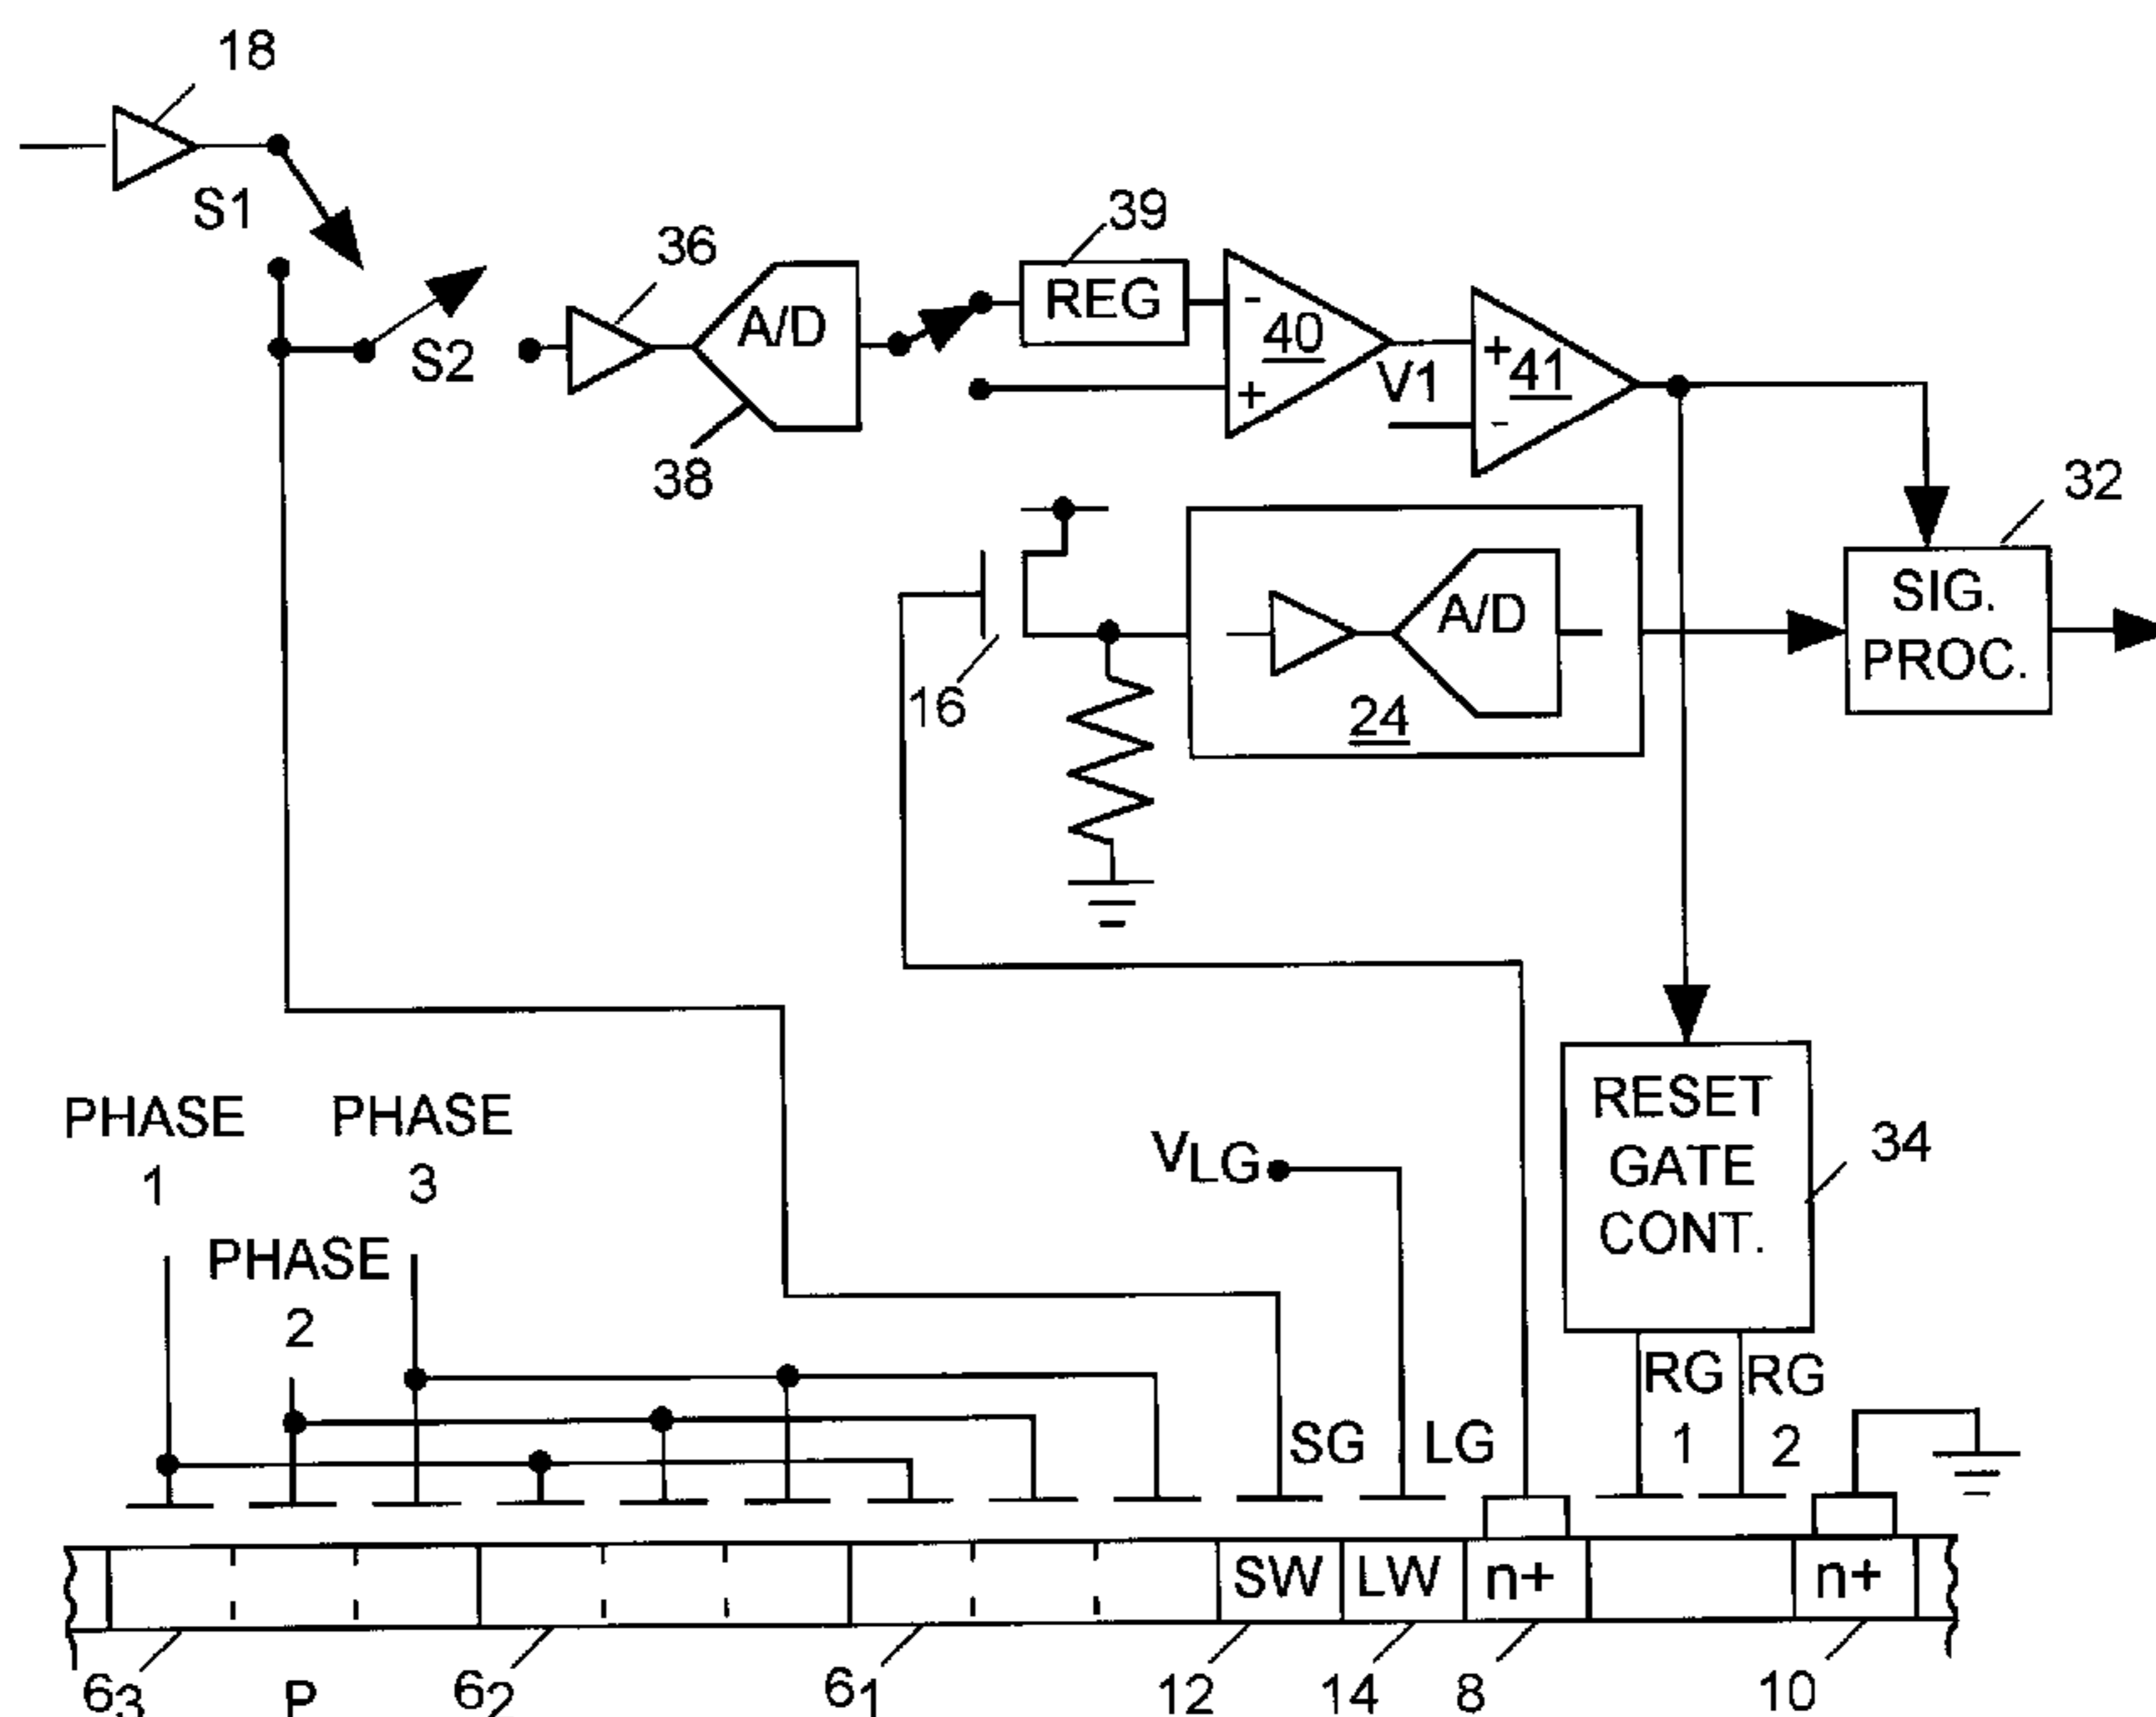 18
S1
39
36
S2
A/D
REG
-
40
+
V1
+
41
-
38
32
SIG.
PROC.
16
A/D
24
PHASE
1
PHASE
3
PHASE
2
VLG
RESET
GATE
CONT.
34
SG
LG
RG
1
RG
2
SW
LW
n+
n+
63
P
62
61
12
14
8
10